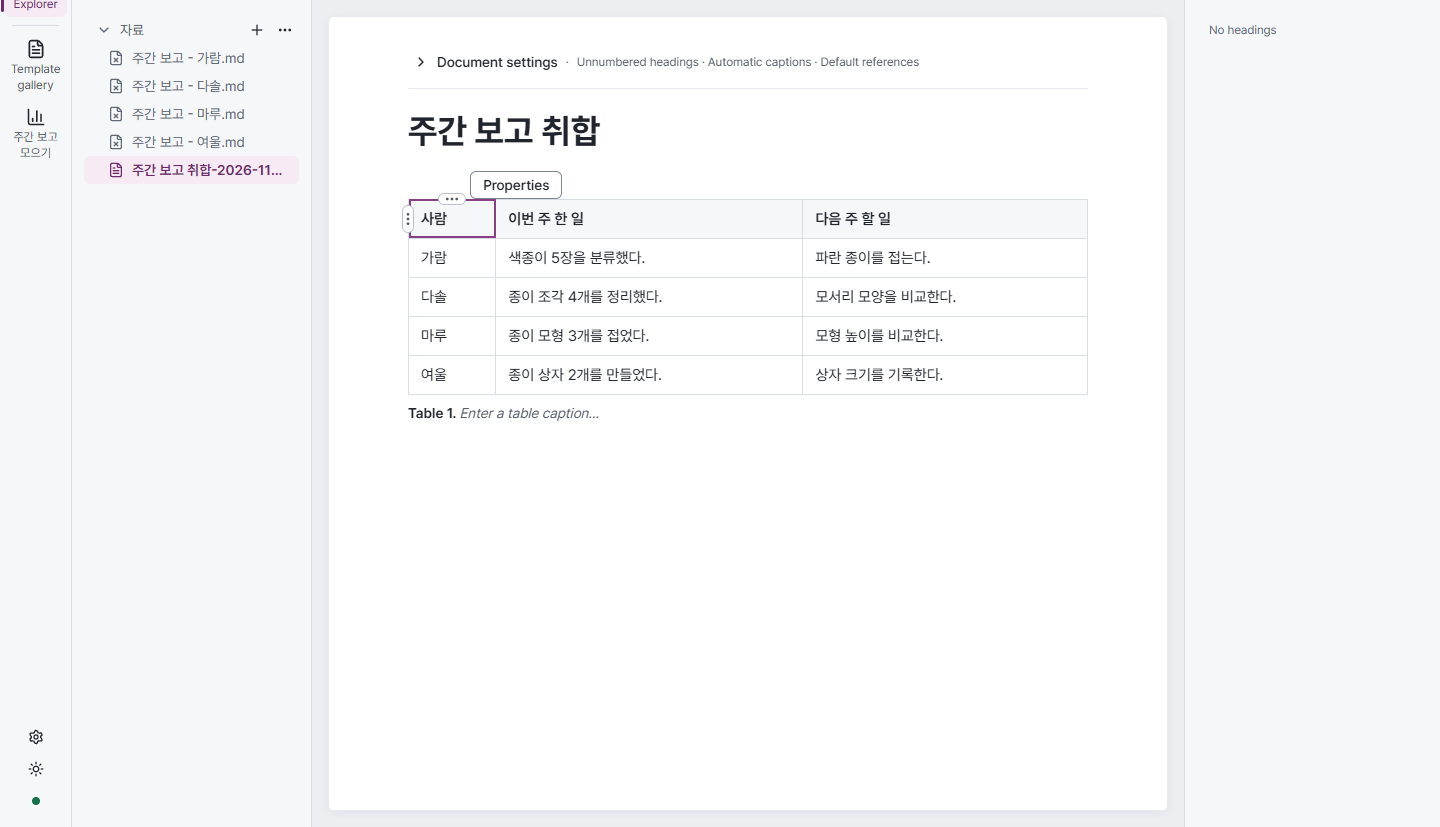 Explorer
Template
gallery
주간 보고
모으기
자료
주간 보고 - 가람.md
주간 보고 - 다솔.md
주간 보고 - 마루.md
주간 보고 - 여울.md
주간 보고 취합-2026-11...
Document settings · Unnumbered headings · Automatic captions · Default references
주간 보고 취합
Properties
사람 이번 주 한 일 다음 주 할 일
가람 색종이 5장을 분류했다. 파란 종이를 접는다.
다솔 종이 조각 4개를 정리했다. 모서리 모양을 비교한다.
마루 종이 모형 3개를 접었다. 모형 높이를 비교한다.
여울 종이 상자 2개를 만들었다. 상자 크기를 기록한다.
Table 1. Enter a table caption...
No headings